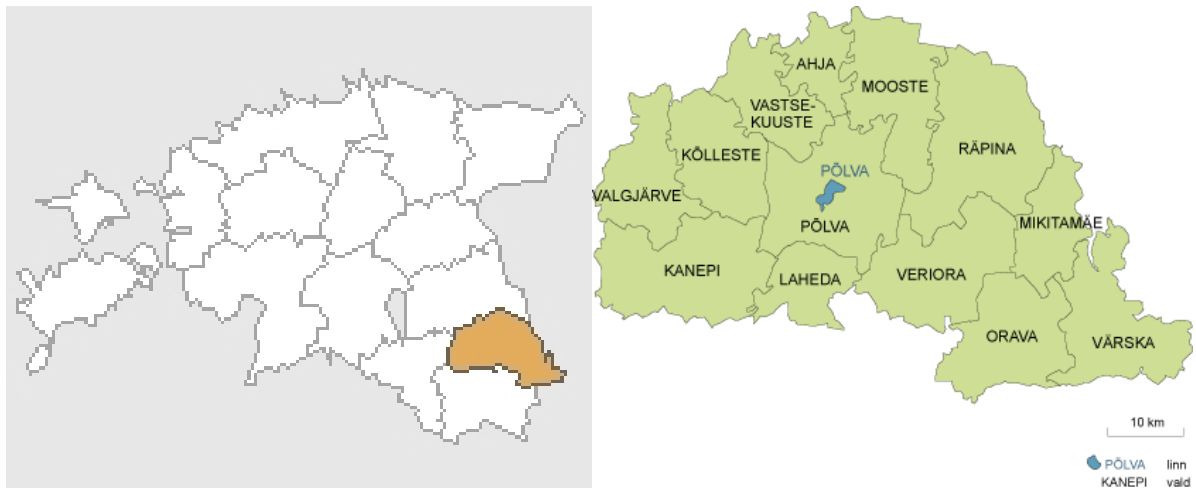 AHJA
MOOSTE
VASTSE-
KUUSTE
KÕLLESTE
RÄPINA
PÕLVA
VALGJÄRVE
MIKITAMÄE
PÕLVA
KANEPI
LAHEDA
VERIORA
ORAVA
VÄRSKA
10 km
PÕLVA linn
KANEPI vald